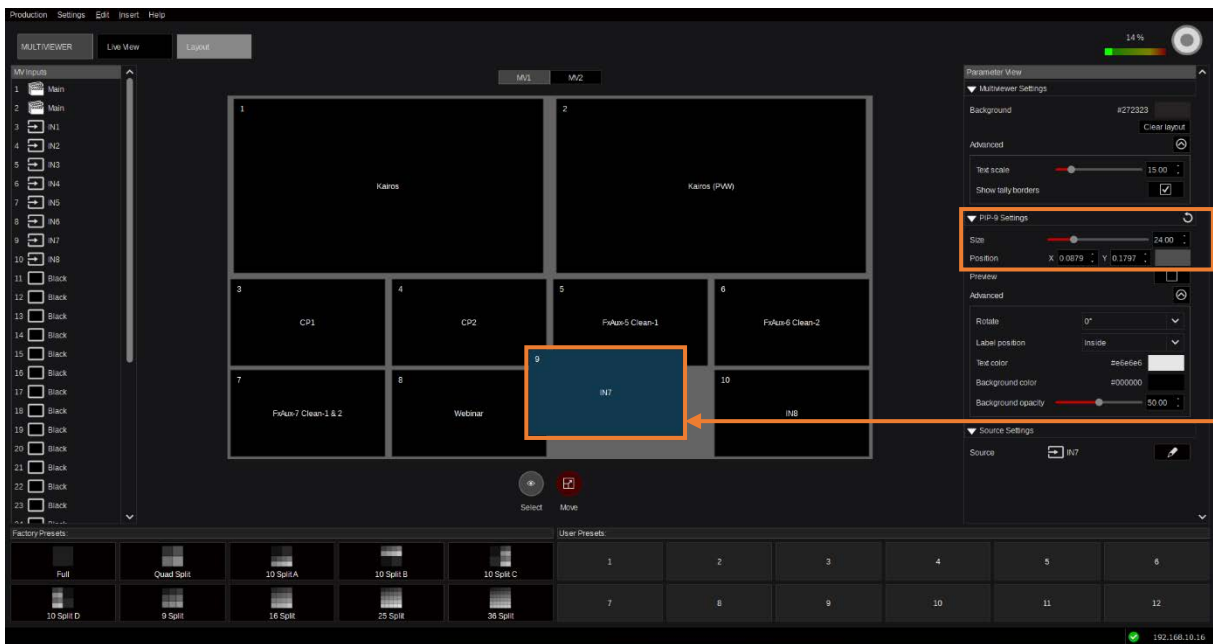 Production Settings Edit Insert Help
MULTIVIEWER Live View Layout
14 %
MV Inputs
1 Main
2 Main
3 IN1
4 IN2
5 IN3
6 IN4
7 IN5
8 IN6
9 IN7
10 IN8
11 Black
12 Black
13 Black
14 Black
15 Black
16 Black
17 Black
18 Black
19 Black
20 Black
21 Black
22 Black
23 Black
24 Black
MV1 MV2
1
Kairos
2
Kairos (PVW)
3
CP1
4
CP2
5
FxAux-5 Clean-1
6
FxAux-6 Clean-2
7
FxAux-7 Clean-1 & 2
8
Webinar
9
IN7
10
IN8
Select Move
Parameter View
Multiviewer Settings
Background #272323
Clear layout
Advanced
Text scale 15.00
Show tally borders
PIP-9 Settings
Size 24.00
Position X 0.0879 Y 0.1797
Preview
Advanced
Rotate 0°
Label position Inside
Text color #e6e6e6
Background color #000000
Background opacity 50.00
Source Settings
Source IN7
Factory Presets:
Full Quad Split 10 Split A 10 Split B 10 Split C
10 Split D 9 Split 16 Split 25 Split 36 Split
User Presets:
1 2 3 4 5 6
7 8 9 10 11 12
192.168.10.16